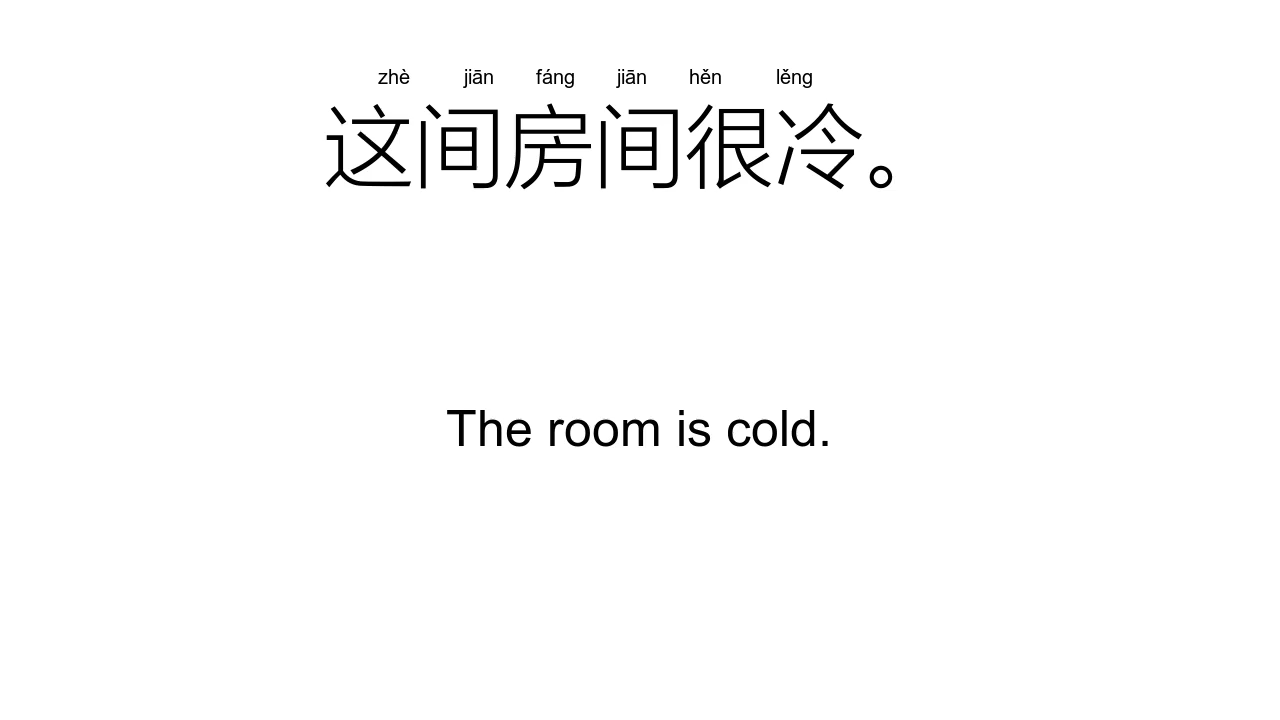 zhè jiān fáng jiān hěn lěng
这间房间很冷。
The room is cold.